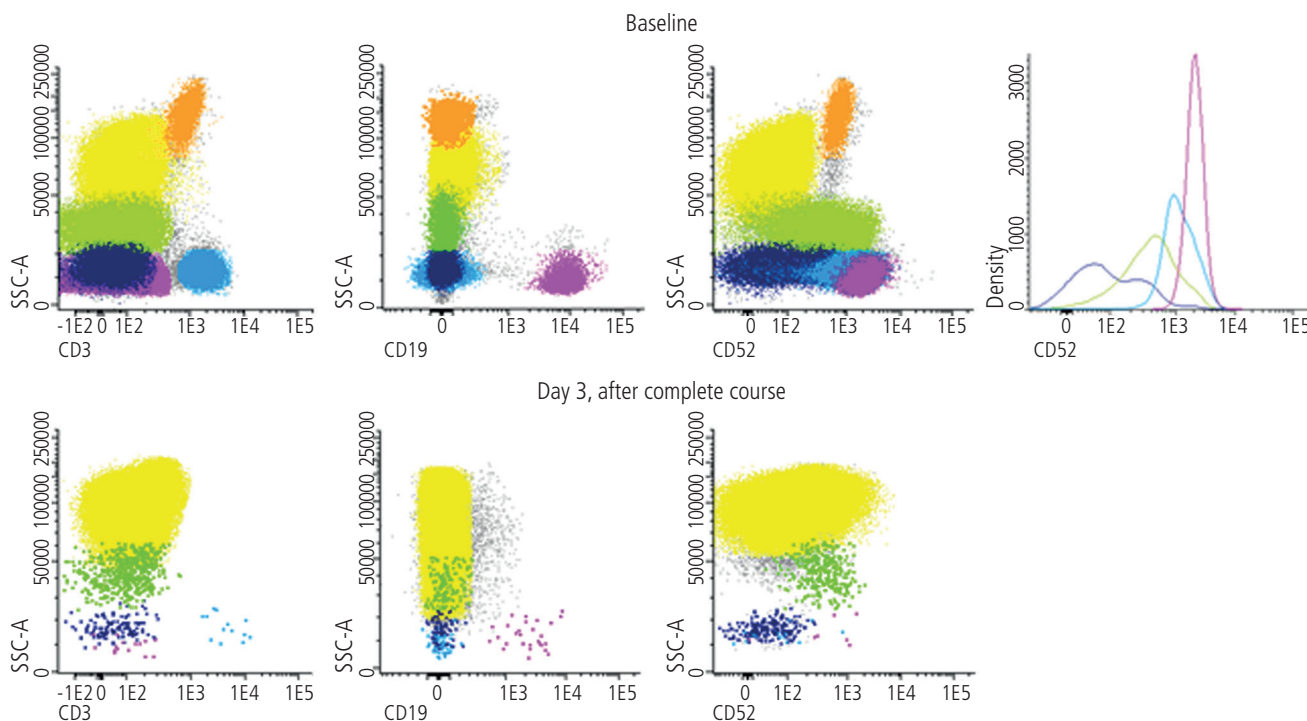 Baseline
250000
100000
50000
0
SSC-A
-1E2 0 1E2 1E3 1E4 1E5
CD3
250000
100000
50000
0
SSC-A
0 1E3 1E4 1E5
CD19
250000
100000
50000
0
SSC-A
0 1E2 1E3 1E4 1E5
CD52
3000
2000
1000
0
Density
0 1E2 1E3 1E4 1E5
CD52
Day 3, after complete course
250000
100000
50000
0
SSC-A
-1E2 0 1E2 1E3 1E4 1E5
CD3
250000
100000
50000
0
SSC-A
0 1E3 1E4 1E5
CD19
250000
100000
50000
0
SSC-A
0 1E2 1E3 1E4 1E5
CD52